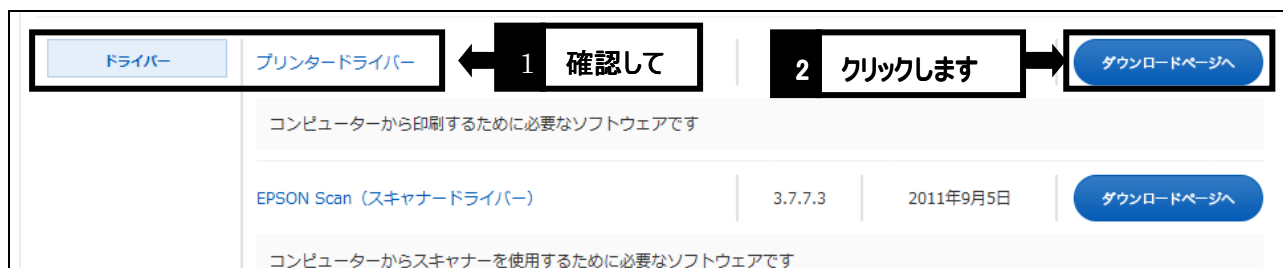 ドライバー プリンタードライバー 1 確認して 2 クリックします ダウンロードページへ
コンピューターから印刷するために必要なソフトウェアです
EPSON Scan（スキャナードライバー） 3.7.7.3 2011年9月5日 ダウンロードページへ
コンピューターからスキャナーを使用するために必要なソフトウェアです